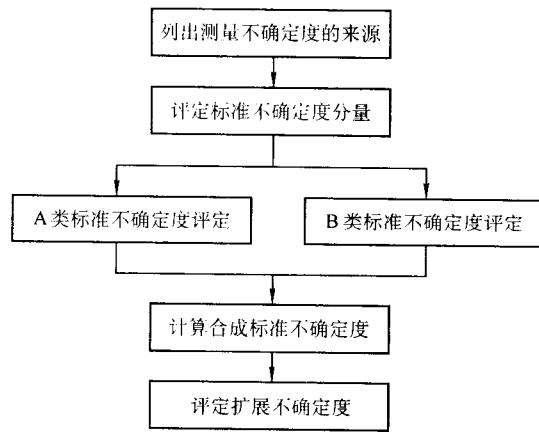 列出测量不确定度的来源
评定标准不确定度分量
A类标准不确定度评定
B类标准不确定度评定
计算合成标准不确定度
评定扩展不确定度